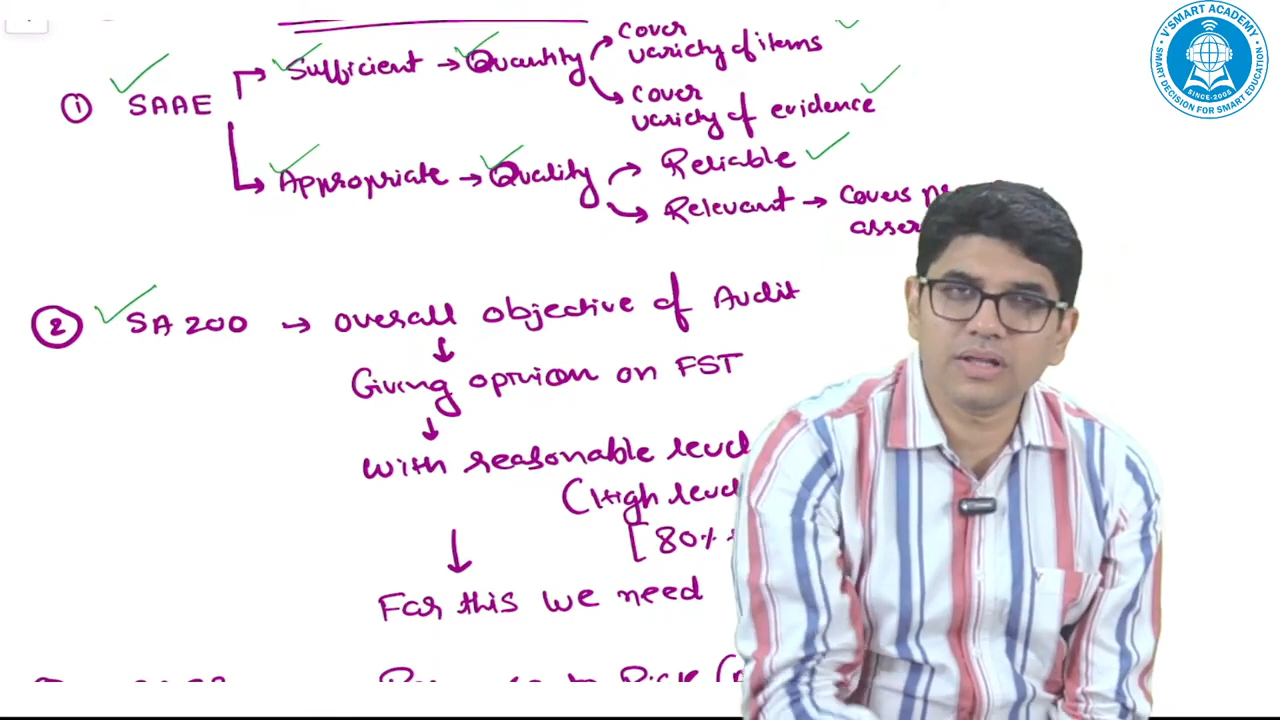 V'SMART ACADEMY
SMART DECISION FOR SMART EDUCATION
SINCE-2005
① SAAE
Sufficient → Quantity
Cover variety of items
Cover variety of evidence
Appropriate → Quality
Reliable
Relevant → Covers
② SA 200 → overall objective of Audit
Giving opinion on FST
With reasonable level
(High level
[80%
For this we need